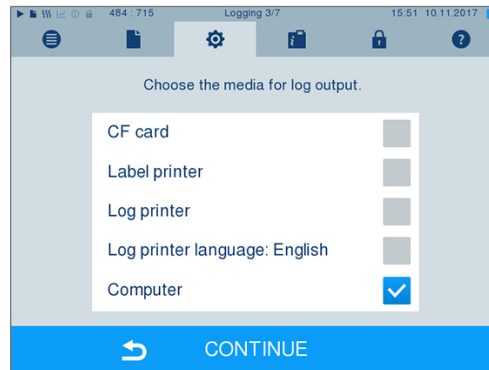 484 : 715 Logging 3/7 15:51 10.11.2017
Choose the media for log output.
CF card
Label printer
Log printer
Log printer language: English
Computer
CONTINUE